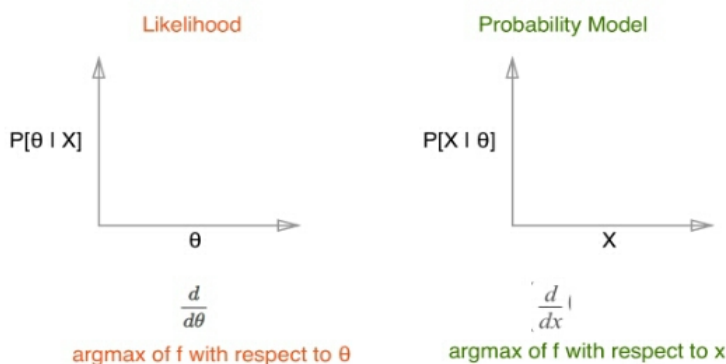 Likelihood
P[θ | X]
θ
d
dθ
argmax of f with respect to θ
Probability Model
P[X | θ]
X
d
dx
argmax of f with respect to x